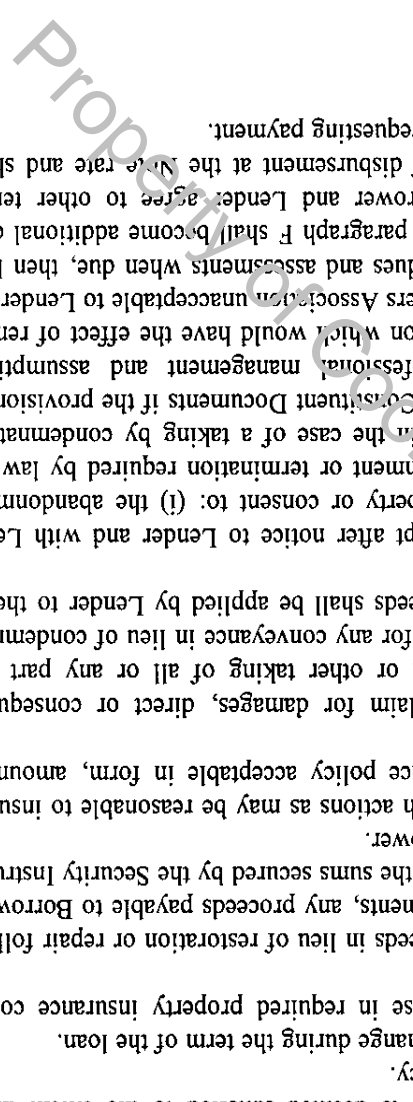 cy.
hange during the term of the loan.
se in required property insurance co
eeds in lieu of restoration or repair foll
ments, any proceeds payable to Borrow
the sums secured by the Security Instru
ower.
h actions as may be reasonable to insu
ce policy acceptable in form, amoun
laim for damages, direct or consequ
or other taking of all or any part
for any conveyance in lieu of condemn
eeds shall be applied by Lender to the
pt after notice to Lender and with Le
perty or consent to: (i) the abandonm
nment or termination required by law
in the case of a taking by condemnat
Constituent Documents if the provision
fessional management and assumpti
on which would have the effect of ren
ers Association unacceptable to Lender
dues and assessments when due, then L
paragraph F shall become additional d
rower and Lender agree to other ter
f disbursement at the Note rate and sh
requesting payment.
Property of Coo